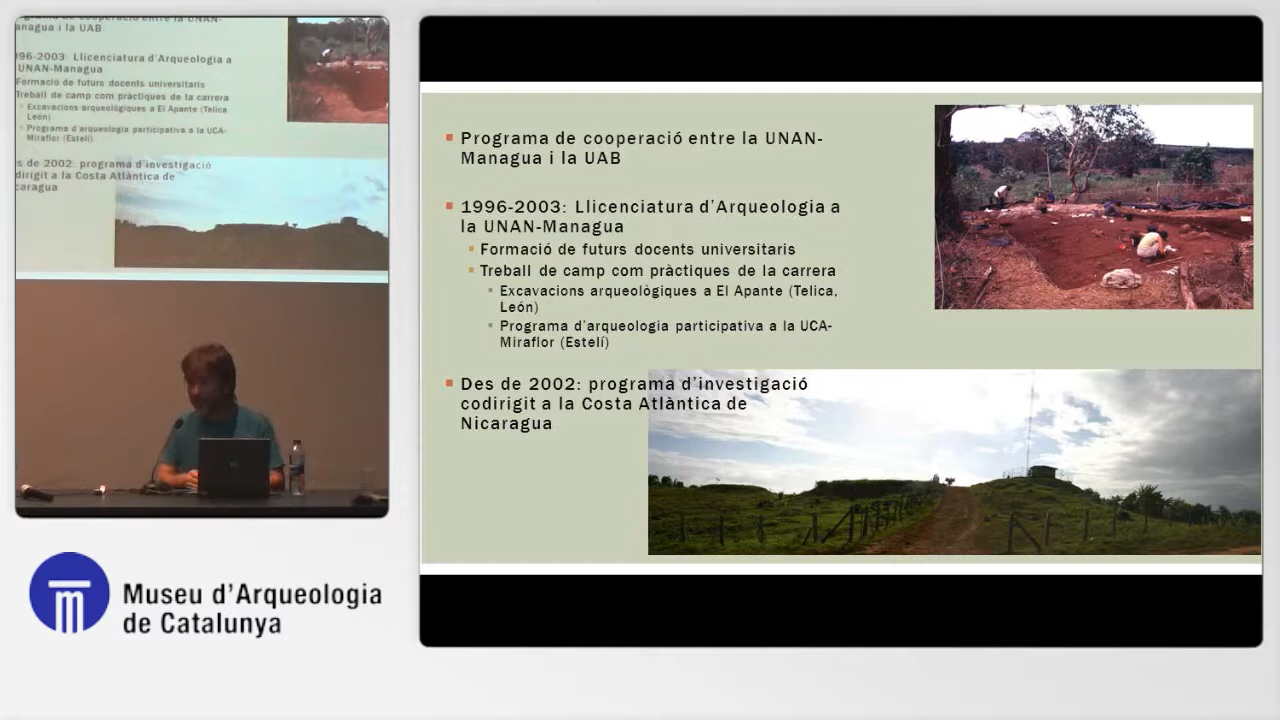 grama de cooperació entre la UNAN-
anagua i la UAB
96-2003: Llicenciatura d'Arqueologia a
UNAN-Managua
Formació de futurs docents universitaris
Treball de camp com pràctiques de la carrera
Excavacions arqueològiques a El Apante (Telica,
León)
Programa d'arqueologia participativa a la UCA-
Miraflor (Estelí)
s de 2002: programa d'investigació
dirigit a la Costa Atlàntica de
caragua
Museu d'Arqueologia
de Catalunya
Programa de cooperació entre la UNAN-
Managua i la UAB
1996-2003: Llicenciatura d'Arqueologia a
la UNAN-Managua
Formació de futurs docents universitaris
Treball de camp com pràctiques de la carrera
Excavacions arqueològiques a El Apante (Telica,
León)
Programa d'arqueologia participativa a la UCA-
Miraflor (Estelí)
Des de 2002: programa d'investigació
codirigit a la Costa Atlàntica de
Nicaragua